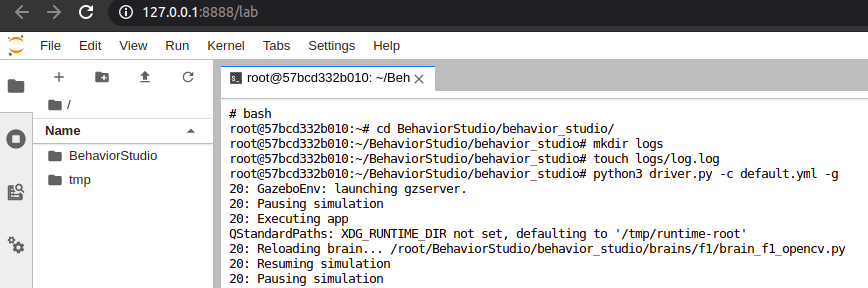 127.0.0.1:8888/lab
File Edit View Run Kernel Tabs Settings Help
/
Name
BehaviorStudio
tmp
root@57bcd332b010: ~/Beh
# bash
root@57bcd332b010:~# cd BehaviorStudio/behavior_studio/
root@57bcd332b010:~/BehaviorStudio/behavior_studio# mkdir logs
root@57bcd332b010:~/BehaviorStudio/behavior_studio# touch logs/log.log
root@57bcd332b010:~/BehaviorStudio/behavior_studio# python3 driver.py -c default.yml -g
20: GazeboEnv: launching gzserver.
20: Pausing simulation
20: Executing app
QStandardPaths: XDG_RUNTIME_DIR not set, defaulting to '/tmp/runtime-root'
20: Reloading brain... /root/BehaviorStudio/behavior_studio/brains/f1/brain_f1_opencv.py
20: Resuming simulation
20: Pausing simulation